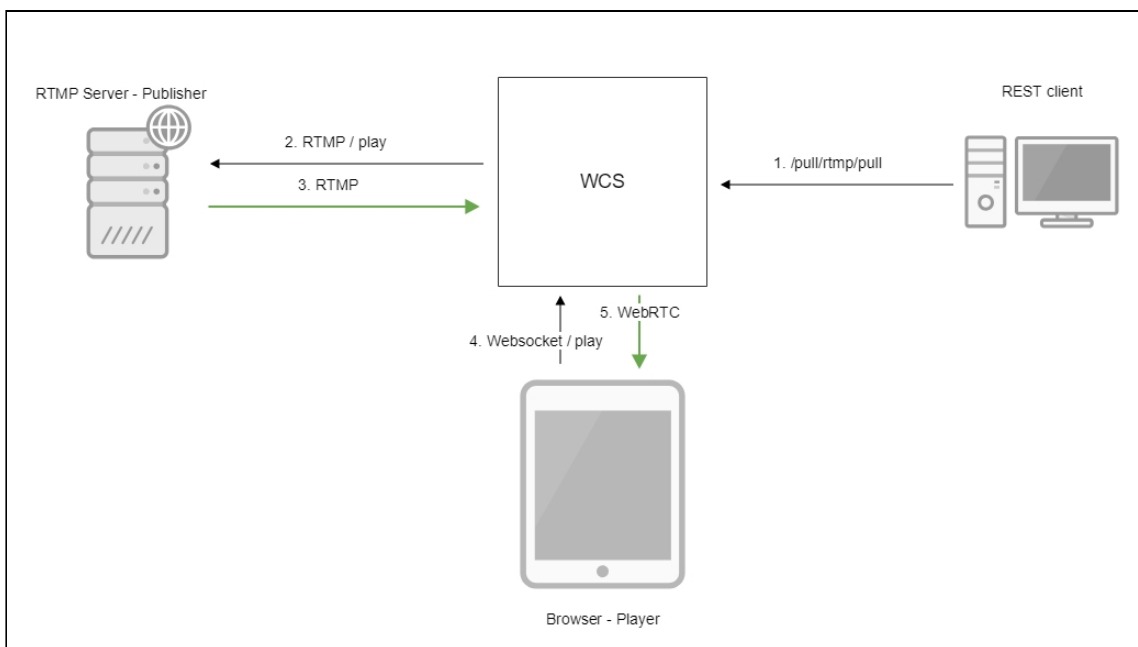 RTMP Server - Publisher
REST client
2. RTMP / play
1. /pull/rtmp/pull
3. RTMP
WCS
5. WebRTC
4. Websocket / play
Browser - Player